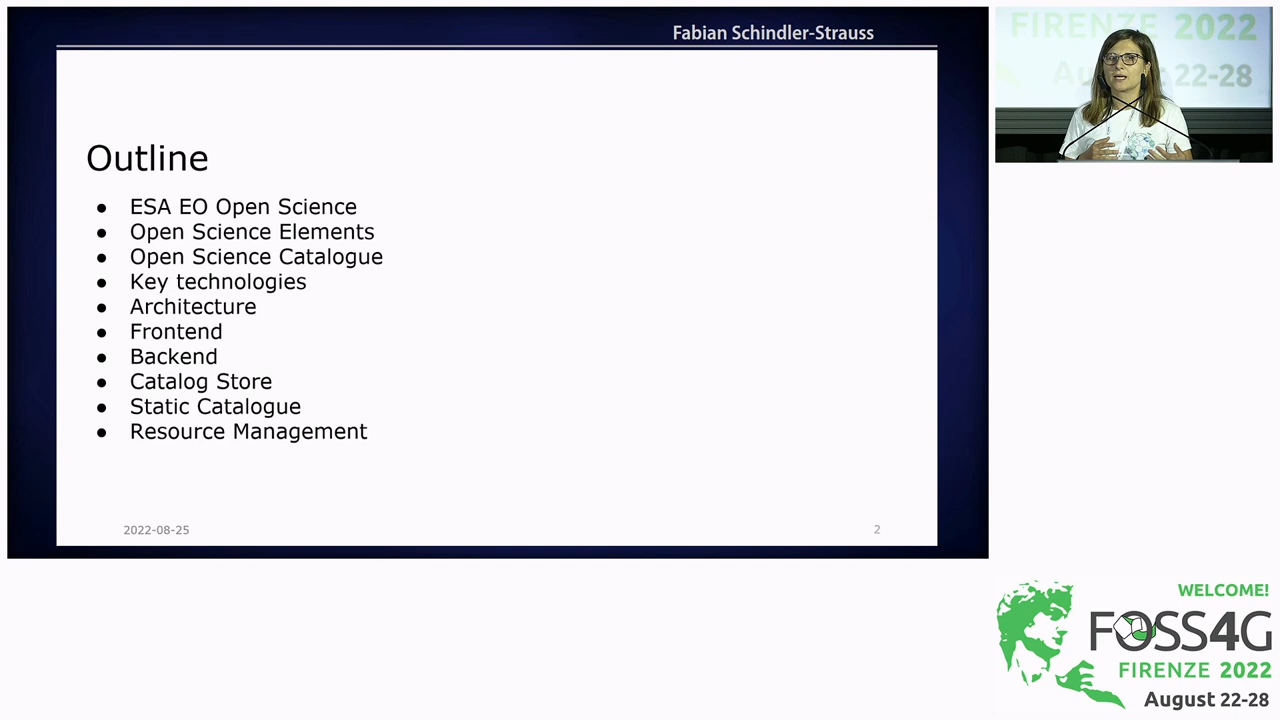 Fabian Schindler-Strauss
Outline
● ESA EO Open Science
● Open Science Elements
● Open Science Catalogue
● Key technologies
● Architecture
● Frontend
● Backend
● Catalog Store
● Static Catalogue
● Resource Management
2022-08-25
2
FIRENZE 2022
22-28
WELCOME!
FOSS4G
FIRENZE 2022
August 22-28